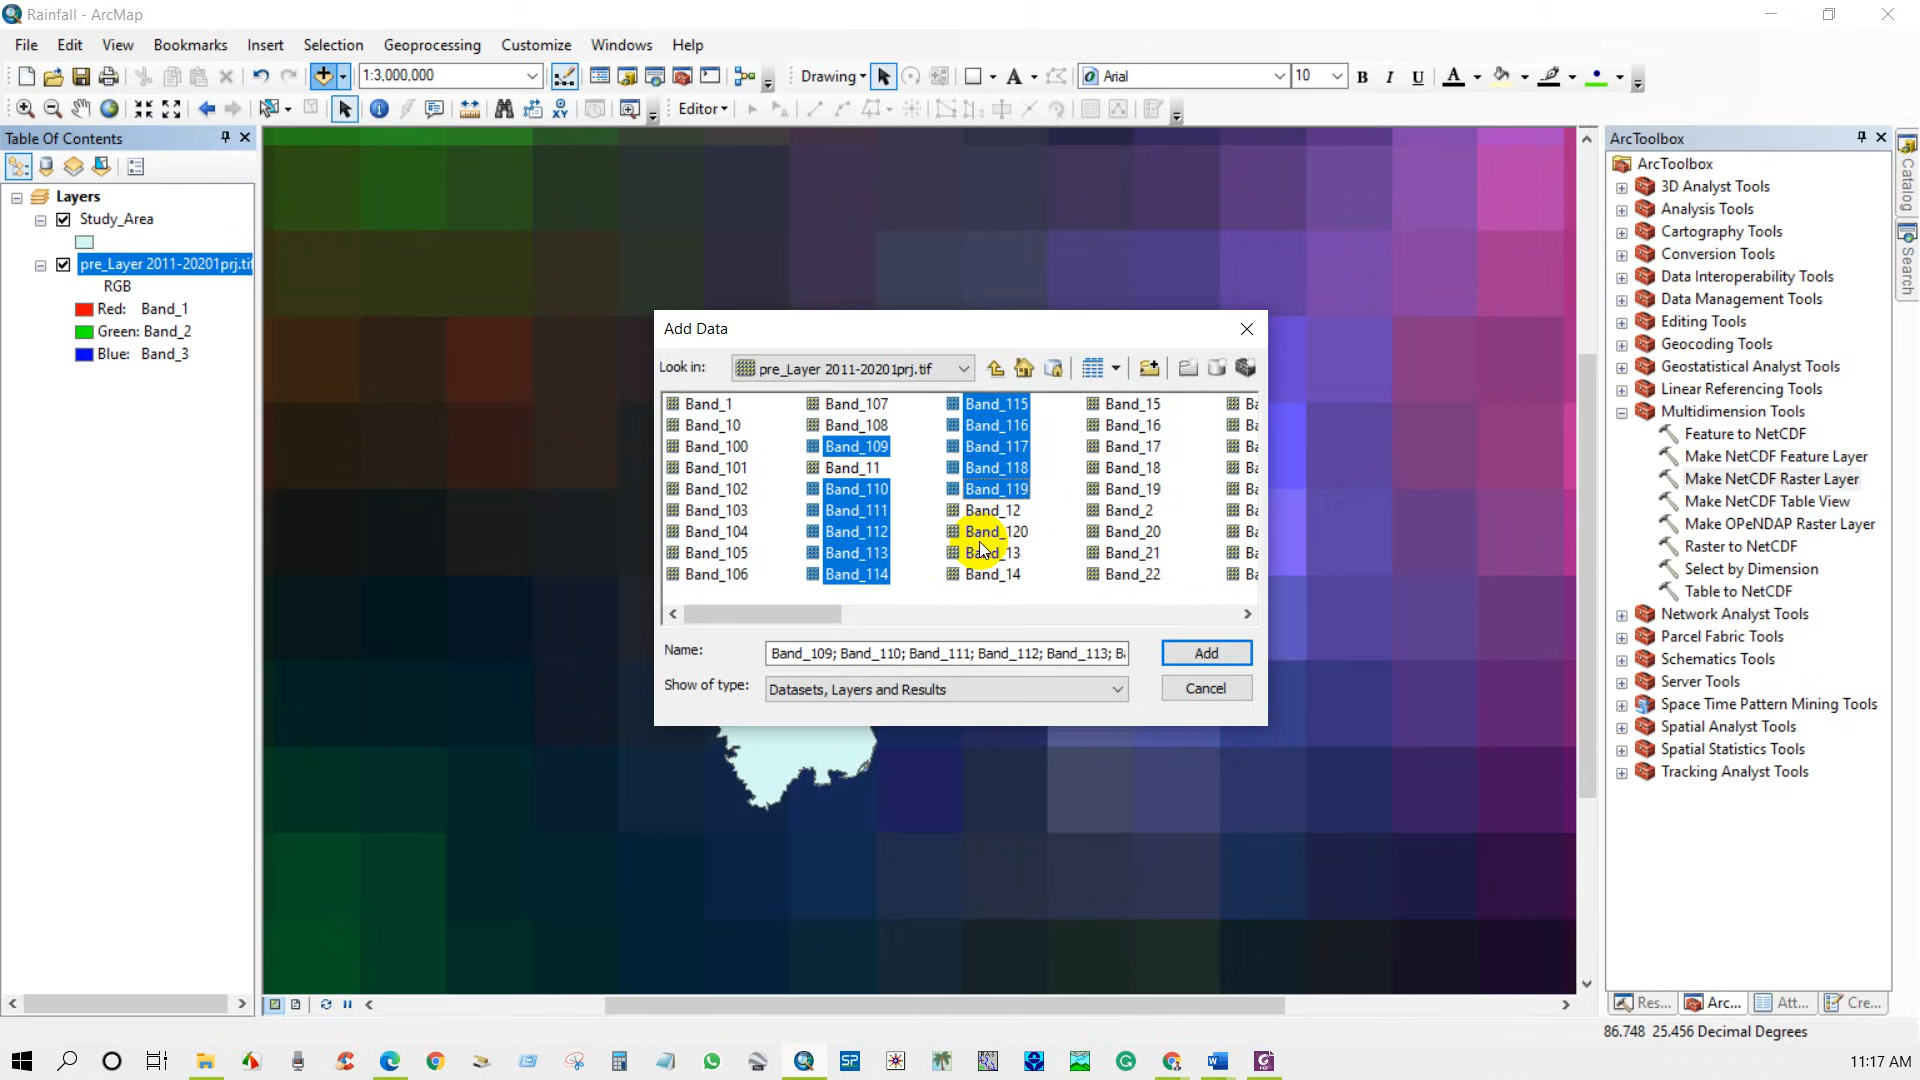 Rainfall - ArcMap
File Edit View Bookmarks Insert Selection Geoprocessing Customize Windows Help
1:3,000,000 Drawing A Arial 10 B I U A
Editor
Table Of Contents
Layers
Study_Area
pre_Layer 2011-20201prj.tif
RGB
Red: Band_1
Green: Band_2
Blue: Band_3
Add Data
Look in: pre_Layer 2011-20201prj.tif
Band_1 Band_107 Band_115 Band_15 Ba
Band_10 Band_108 Band_116 Band_16 Ba
Band_100 Band_109 Band_117 Band_17 Ba
Band_101 Band_11 Band_118 Band_18 Ba
Band_102 Band_110 Band_119 Band_19 Ba
Band_103 Band_111 Band_12 Band_2 Ba
Band_104 Band_112 Band_120 Band_20 Ba
Band_105 Band_113 Band_13 Band_21 Ba
Band_106 Band_114 Band_14 Band_22 Ba
Name: Band_109; Band_110; Band_111; Band_112; Band_113; Ba
Add
Show of type: Datasets, Layers and Results
Cancel
ArcToolbox
ArcToolbox
3D Analyst Tools
Analysis Tools
Cartography Tools
Conversion Tools
Data Interoperability Tools
Data Management Tools
Editing Tools
Geocoding Tools
Geostatistical Analyst Tools
Linear Referencing Tools
Multidimension Tools
Feature to NetCDF
Make NetCDF Feature Layer
Make NetCDF Raster Layer
Make NetCDF Table View
Make OPeNDAP Raster Layer
Raster to NetCDF
Select by Dimension
Table to NetCDF
Network Analyst Tools
Parcel Fabric Tools
Schematics Tools
Server Tools
Space Time Pattern Mining Tools
Spatial Analyst Tools
Spatial Statistics Tools
Tracking Analyst Tools
Catalog
Search
Res... Arc... Att... Cre...
86.748 25.456 Decimal Degrees
11:17 AM